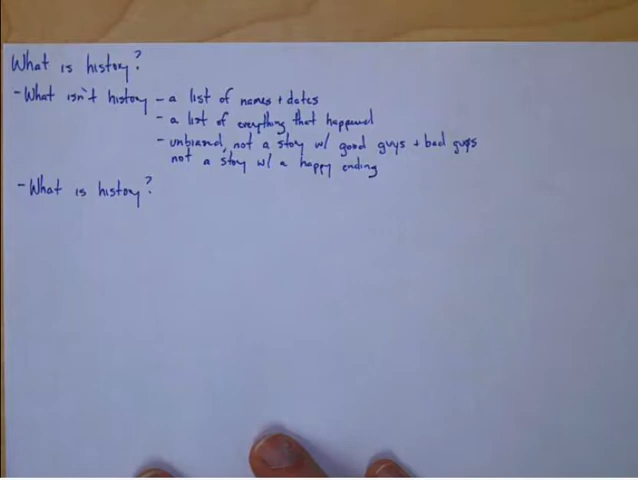 What is history?
- What isn't history - a list of names + dates
- a list of everything that happened
- unbiased, not a story w/ good guys + bad guys
not a story w/ a happy ending
- What is history?